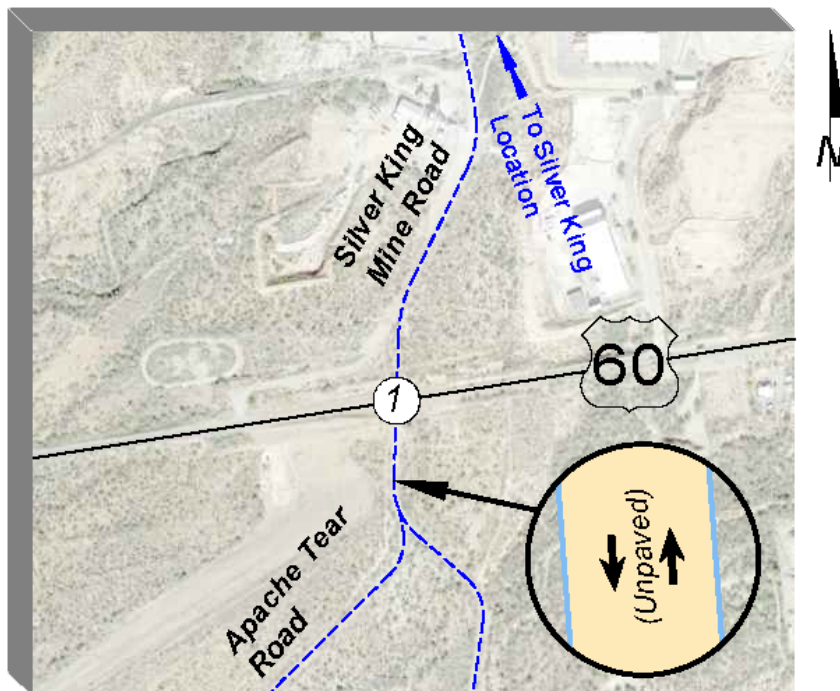 N
To Silver King
Location
Silver King
Mine Road
60
1
(Unpaved)
Apache Tear
Road